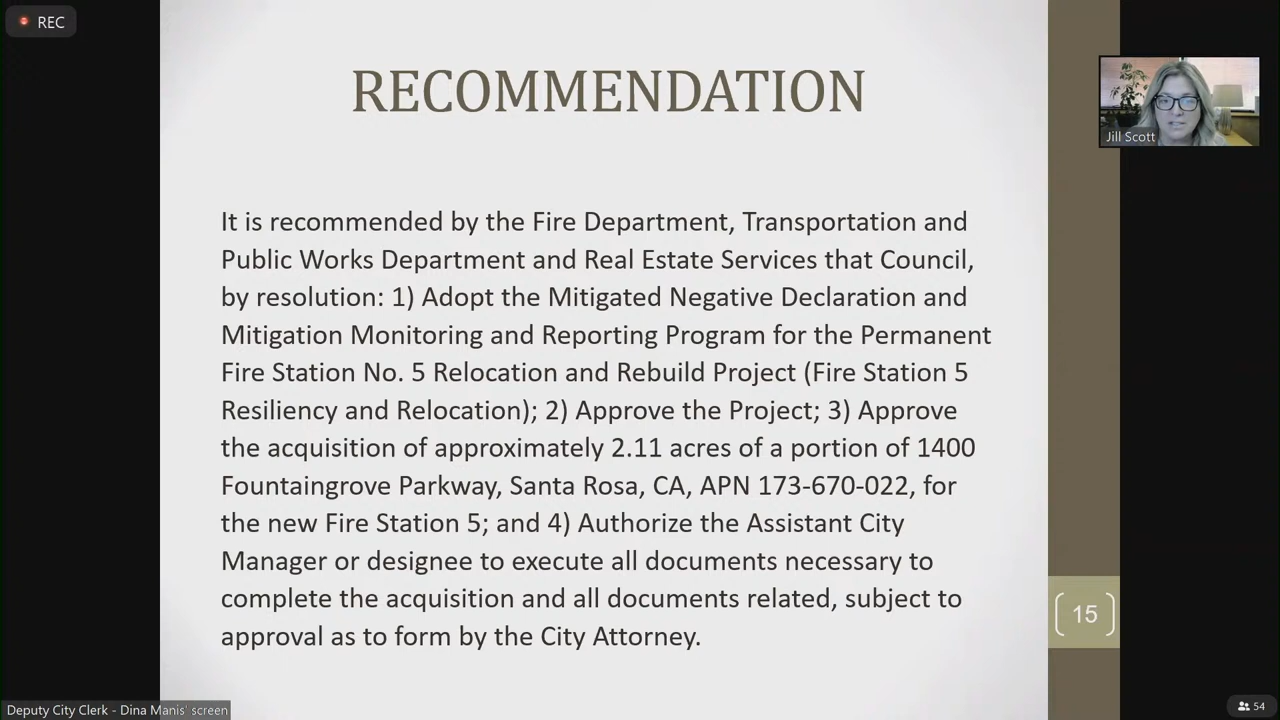 REC
RECOMMENDATION
Jill Scott
It is recommended by the Fire Department, Transportation and
Public Works Department and Real Estate Services that Council,
by resolution: 1) Adopt the Mitigated Negative Declaration and
Mitigation Monitoring and Reporting Program for the Permanent
Fire Station No. 5 Relocation and Rebuild Project (Fire Station 5
Resiliency and Relocation); 2) Approve the Project; 3) Approve
the acquisition of approximately 2.11 acres of a portion of 1400
Fountaingrove Parkway, Santa Rosa, CA, APN 173-670-022, for
the new Fire Station 5; and 4) Authorize the Assistant City
Manager or designee to execute all documents necessary to
complete the acquisition and all documents related, subject to
approval as to form by the City Attorney.
15
Deputy City Clerk - Dina Manis' screen
54